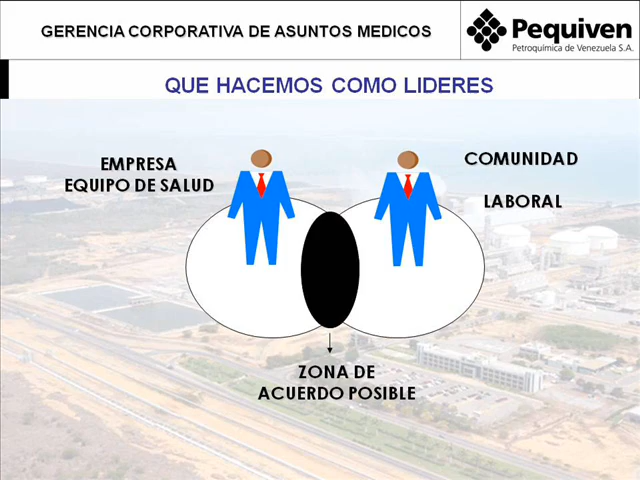 GERENCIA CORPORATIVA DE ASUNTOS MEDICOS
Pequiven
Petroquímica de Venezuela S.A.
QUE HACEMOS COMO LIDERES
EMPRESA
EQUIPO DE SALUD
COMUNIDAD
LABORAL
ZONA DE
ACUERDO POSIBLE